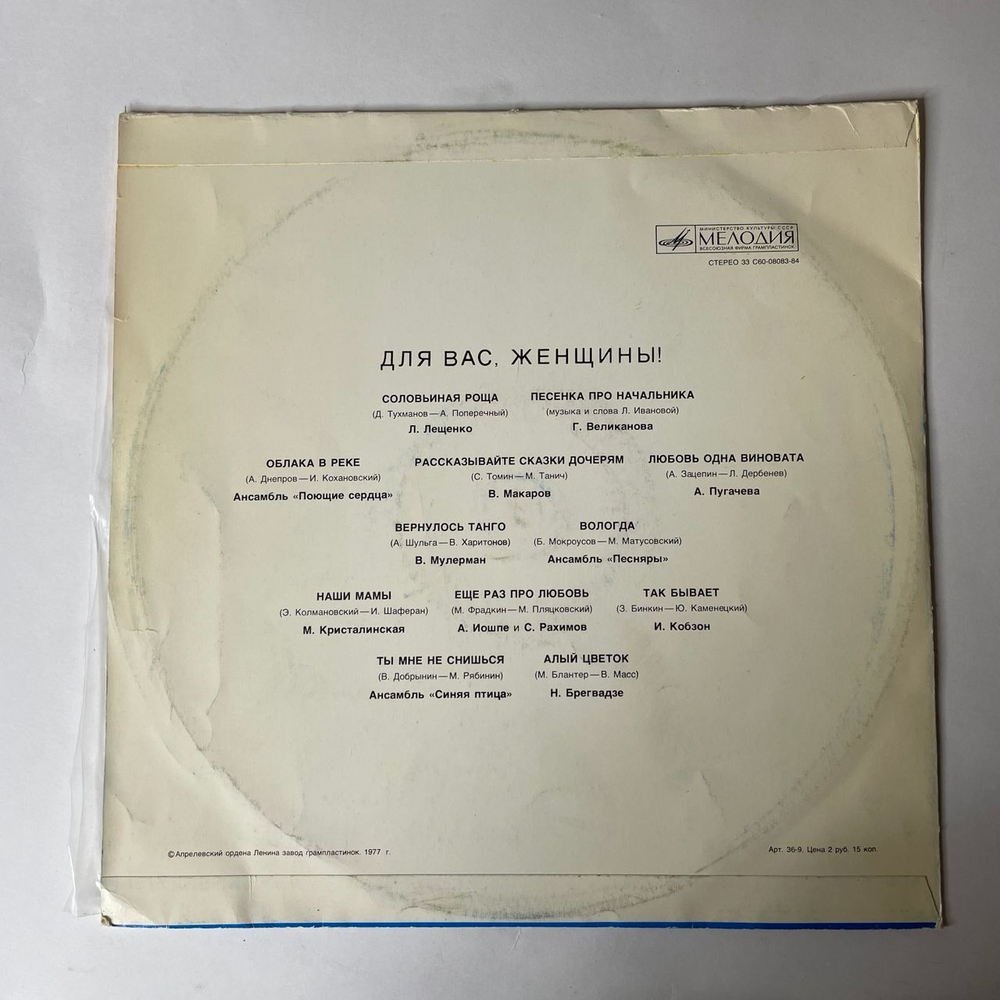 МИНИСТЕРСТВО КУЛЬТУРЫ СССР
МЕЛОДИЯ
ВСЕСОЮЗНАЯ ФИРМА ГРАМПЛАСТИНОК
СТЕРЕО 33 С60-08083-84
ДЛЯ ВАС, ЖЕНЩИНЫ!
СОЛОВЬИНАЯ РОЩА ПЕСЕНКА ПРО НАЧАЛЬНИКА
(Д. Тухманов — А. Поперечный) (музыка и слова Л. Ивановой)
Л. Лещенко Г. Великанова
ОБЛАКА В РЕКЕ РАССКАЗЫВАЙТЕ СКАЗКИ ДОЧЕРЯМ ЛЮБОВЬ ОДНА ВИНОВАТА
(А. Днепров — И. Кохановский) (С. Томин — М. Танич) (А. Зацепин — Л. Дербенев)
Ансамбль «Поющие сердца» В. Макаров А. Пугачева
ВЕРНУЛОСЬ ТАНГО ВОЛОГДА
(А. Шульга — В. Харитонов) (Б. Мокроусов — М. Матусовский)
В. Мулерман Ансамбль «Песняры»
НАШИ МАМЫ ЕЩЕ РАЗ ПРО ЛЮБОВЬ ТАК БЫВАЕТ
(Э. Колмановский — И. Шаферан) (М. Фрадкин — М. Пляцковский) (З. Бинкин — Ю. Каменецкий)
М. Кристалинская А. Иошпе и С. Рахимов И. Кобзон
ТЫ МНЕ НЕ СНИШЬСЯ АЛЫЙ ЦВЕТОК
(В. Добрынин — М. Рябинин) (М. Блантер — В. Масс)
Ансамбль «Синяя птица» Н. Брегвадзе
© Апрелевский ордена Ленина завод грампластинок. 1977 г. Арт. 36-9. Цена 2 руб. 15 коп.